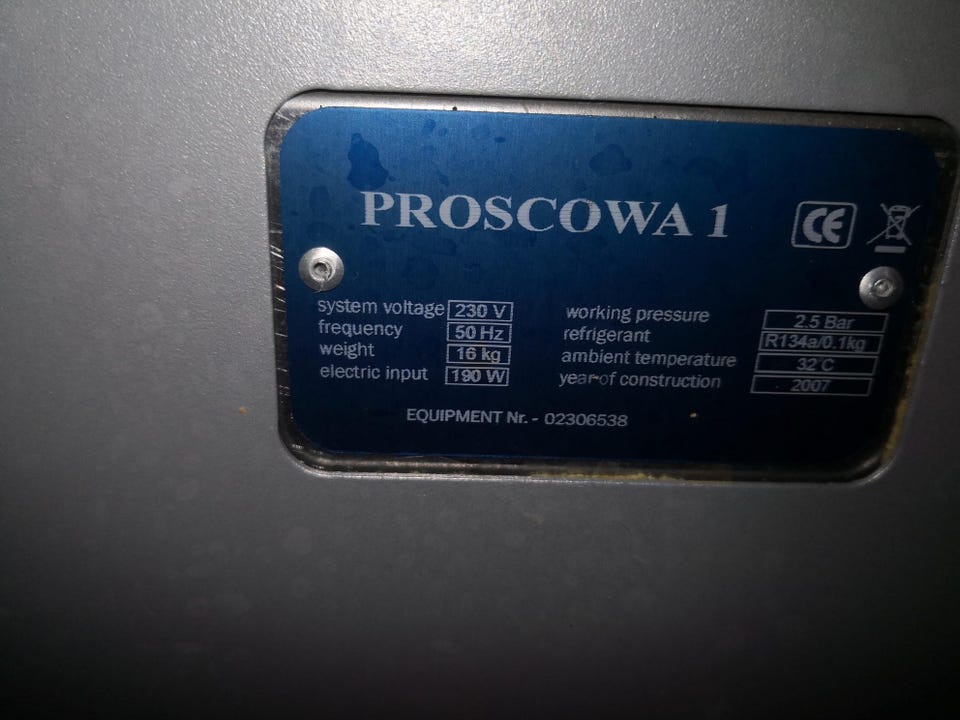 PROSCOWA 1
CE
system voltage 230 V
frequency 50 Hz
weight 16 kg
electric input 190 W
working pressure 2.5 Bar
refrigerant R134a/0.1kg
ambient temperature 32°C
year of construction 2007
EQUIPMENT Nr. - 02306538